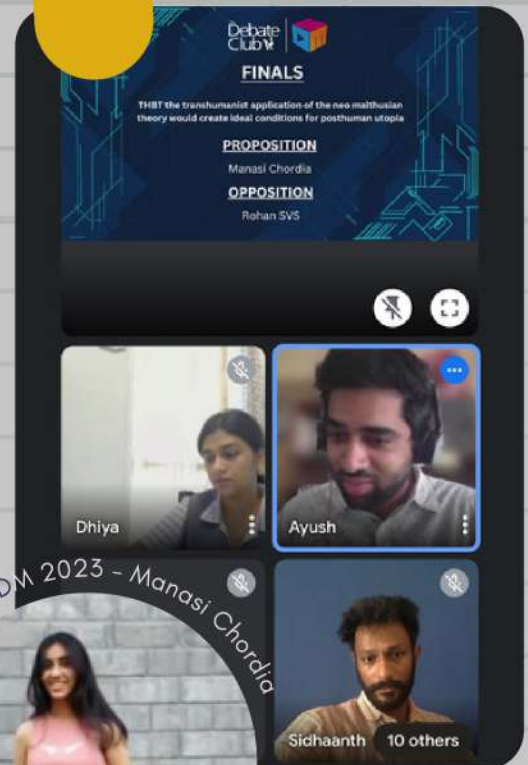 Debate
Club
FINALS
THBT the transhumanist application of the neo malthusian
theory would create ideal conditions for posthuman utopia
PROPOSITION
Manasi Chordia
OPPOSITION
Rohan SVS
Dhiya
Ayush
DM 2023 - Manasi Chordia
Sidhaanth
10 others